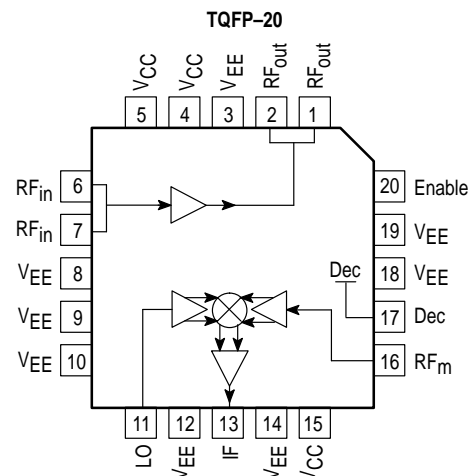 TQFP–20
VCC VCC VEE RFout RFout
5 4 3 2 1
RFin 6
RFin 7
VEE 8
VEE 9
VEE 10
20 Enable
19 VEE
18 VEE
Dec
17 Dec
16 RFm
11 12 13 14 15
LO VEE IF VEE VCC